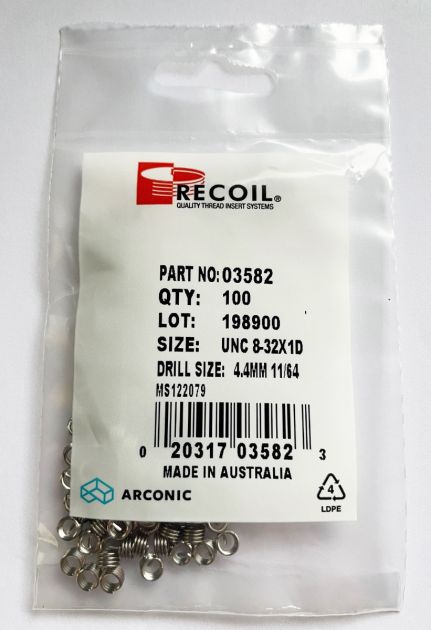 RECOIL®
QUALITY THREAD INSERT SYSTEMS
PART NO: 03582
QTY: 100
LOT: 198900
SIZE: UNC 8-32X1D
DRILL SIZE: 4.4MM 11/64
MS122079
0 20317 03582 3
MADE IN AUSTRALIA
ARCONIC
4
LDPE